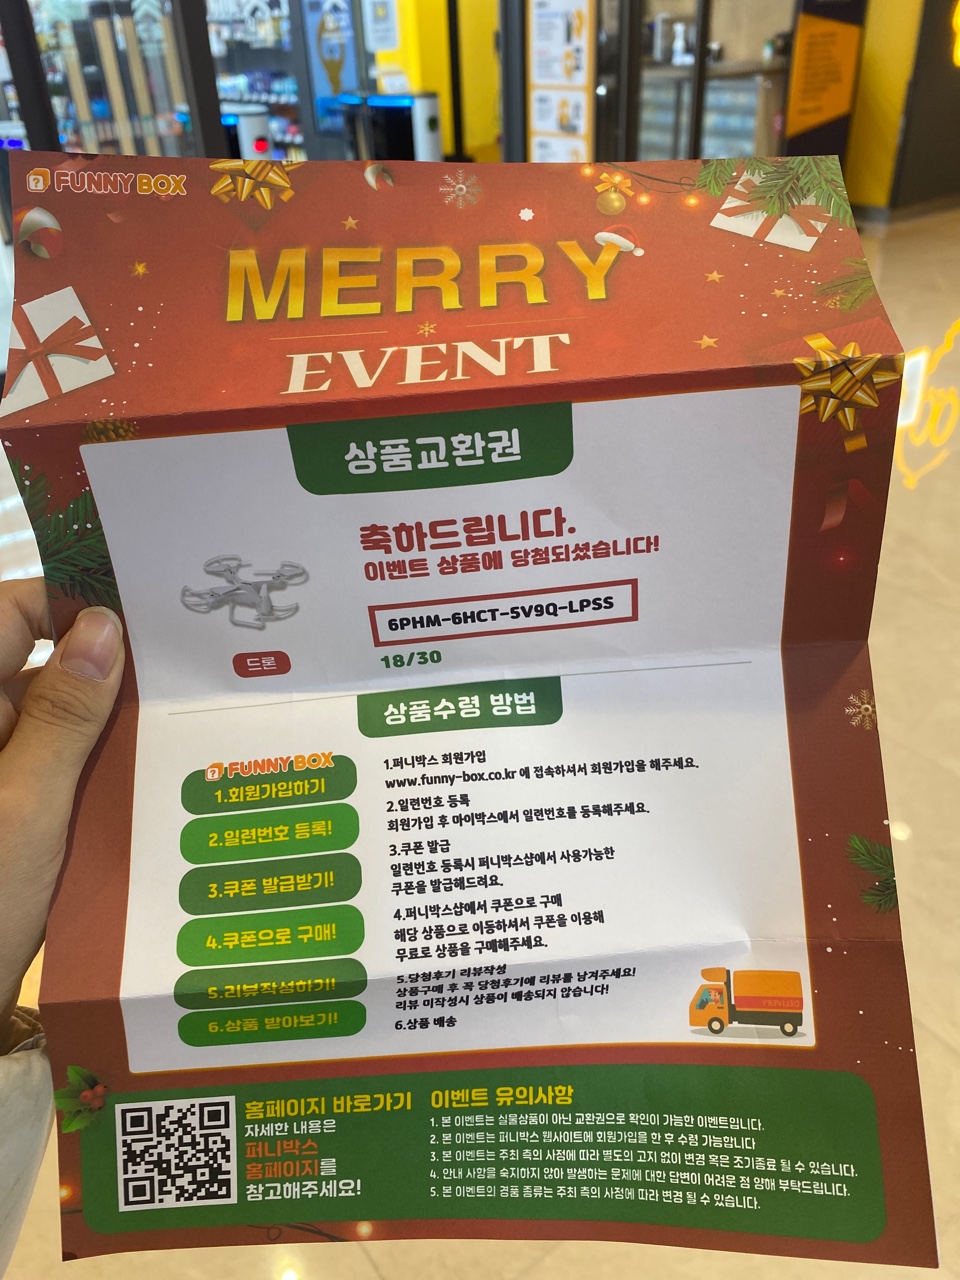 FUNNY BOX
MERRY
EVENT
상품교환권
축하드립니다.
이벤트 상품에 당첨되셨습니다!
6PHM-6HCT-5V9Q-LPSS
18/30
드론
상품수령 방법
FUNNY BOX
1.회원가입하기
2.일련번호 등록!
3.쿠폰 발급받기!
4.쿠폰으로 구매!
5.리뷰작성하기!
6.상품 받아보기!
1.퍼니박스 회원가입
www.funny-box.co.kr 에 접속하셔서 회원가입을 해주세요.
2.일련번호 등록
회원가입 후 마이박스에서 일련번호를 등록해주세요.
3.쿠폰 발급
일련번호 등록시 퍼니박스샵에서 사용가능한
쿠폰을 발급해드려요.
4.퍼니박스샵에서 쿠폰으로 구매
해당 상품으로 이동하셔서 쿠폰을 이용해
무료로 상품을 구매해주세요.
5.당첨후기 리뷰작성
상품구매 후 꼭 당첨후기에 리뷰를 남겨주세요!
리뷰 미작성시 상품이 배송되지 않습니다!
6.상품 배송
홈페이지 바로가기
자세한 내용은
퍼니박스
홈페이지를
참고해주세요!
이벤트 유의사항
1. 본 이벤트는 실물상품이 아닌 교환권으로 확인이 가능한 이벤트입니다.
2. 본 이벤트는 퍼니박스 웹사이트에 회원가입을 한 후 수령 가능합니다
3. 본 이벤트는 주최 측의 사정에 따라 별도의 고지 없이 변경 혹은 조기종료 될 수 있습니다.
4. 안내 사항을 숙지하지 않아 발생하는 문제에 대한 답변이 어려운 점 양해 부탁드립니다.
5. 본 이벤트의 경품 종류는 주최 측의 사정에 따라 변경 될 수 있습니다.